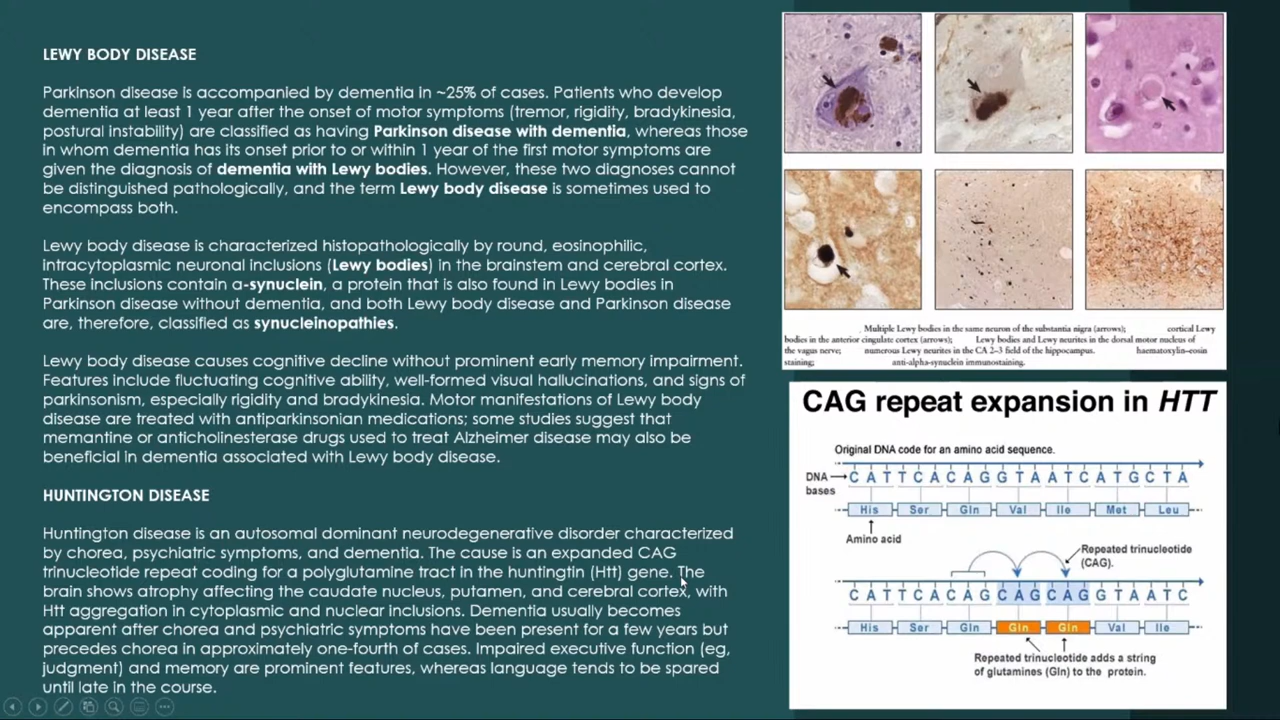 LEWY BODY DISEASE
Parkinson disease is accompanied by dementia in ~25% of cases. Patients who develop
dementia at least 1 year after the onset of motor symptoms (tremor, rigidity, bradykinesia,
postural instability) are classified as having Parkinson disease with dementia, whereas those
in whom dementia has its onset prior to or within 1 year of the first motor symptoms are
given the diagnosis of dementia with Lewy bodies. However, these two diagnoses cannot
be distinguished pathologically, and the term Lewy body disease is sometimes used to
encompass both.
Lewy body disease is characterized histopathologically by round, eosinophilic,
intracytoplasmic neuronal inclusions (Lewy bodies) in the brainstem and cerebral cortex.
These inclusions contain α-synuclein, a protein that is also found in Lewy bodies in
Parkinson disease without dementia, and both Lewy body disease and Parkinson disease
are, therefore, classified as synucleinopathies.
Lewy body disease causes cognitive decline without prominent early memory impairment.
Features include fluctuating cognitive ability, well-formed visual hallucinations, and signs of
parkinsonism, especially rigidity and bradykinesia. Motor manifestations of Lewy body
disease are treated with antiparkinsonian medications; some studies suggest that
memantine or anticholinesterase drugs used to treat Alzheimer disease may also be
beneficial in dementia associated with Lewy body disease.
HUNTINGTON DISEASE
Huntington disease is an autosomal dominant neurodegenerative disorder characterized
by chorea, psychiatric symptoms, and dementia. The cause is an expanded CAG
trinucleotide repeat coding for a polyglutamine tract in the huntingtin (Htt) gene. The
brain shows atrophy affecting the caudate nucleus, putamen, and cerebral cortex, with
Htt aggregation in cytoplasmic and nuclear inclusions. Dementia usually becomes
apparent after chorea and psychiatric symptoms have been present for a few years but
precedes chorea in approximately one-fourth of cases. Impaired executive function (eg,
judgment) and memory are prominent features, whereas language tends to be spared
until late in the course.
Multiple Lewy bodies in the same neuron of the substantia nigra (arrows); cortical Lewy
bodies in the anterior cingulate cortex (arrows); Lewy bodies and Lewy neurites in the dorsal motor nucleus of
the vagus nerve; numerous Lewy neurites in the CA 2–3 field of the hippocampus. haematoxylin–eosin
staining; anti-alpha-synuclein immunostaining.
CAG repeat expansion in HTT
Original DNA code for an amino acid sequence.
DNA bases
C A T T C A C A G G T A A T C A T G C T A
His Ser Gln Val Ile Met Leu
Amino acid
Repeated trinucleotide
(CAG).
C A T T C A C A G C A G C A G G T A A T C
His Ser Gln Gln Gln Val Ile
Repeated trinucleotide adds a string
of glutamines (Gln) to the protein.